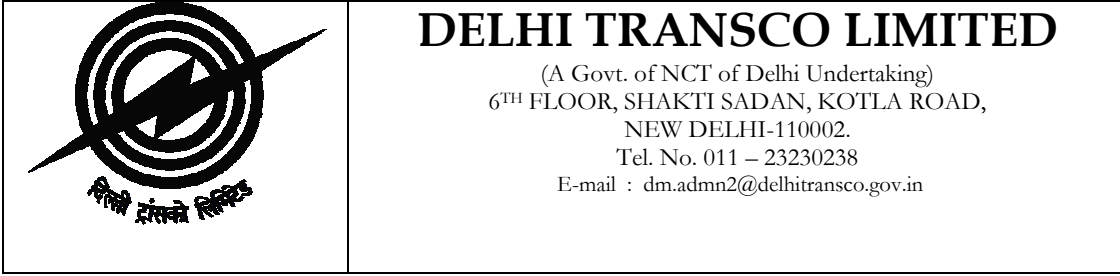 दिल्ली ट्रांसको लिमिटेड
DELHI TRANSCO LIMITED
(A Govt. of NCT of Delhi Undertaking)
6TH FLOOR, SHAKTI SADAN, KOTLA ROAD,
NEW DELHI-110002.
Tel. No. 011 – 23230238
E-mail : dm.admn2@delhitransco.gov.in